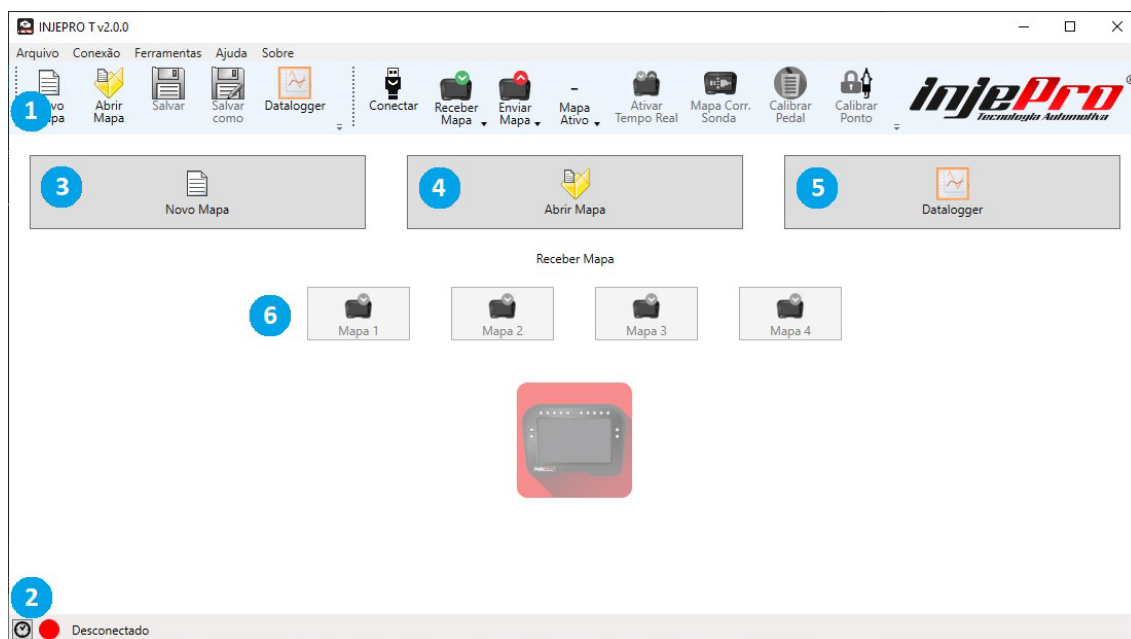 INJEPRO T v2.0.0
Arquivo Conexão Ferramentas Ajuda Sobre
1
vo
pa
Abrir
Mapa
Salvar
Salvar
como
Datalogger
Conectar
Receber
Mapa
Enviar
Mapa
-
Mapa
Ativo
Ativar
Tempo Real
Mapa Corr.
Sonda
Calibrar
Pedal
Calibrar
Ponto
InjePro®
Tecnologia Automotiva
3
Novo Mapa
4
Abrir Mapa
5
Datalogger
Receber Mapa
6
Mapa 1
Mapa 2
Mapa 3
Mapa 4
2
Desconectado